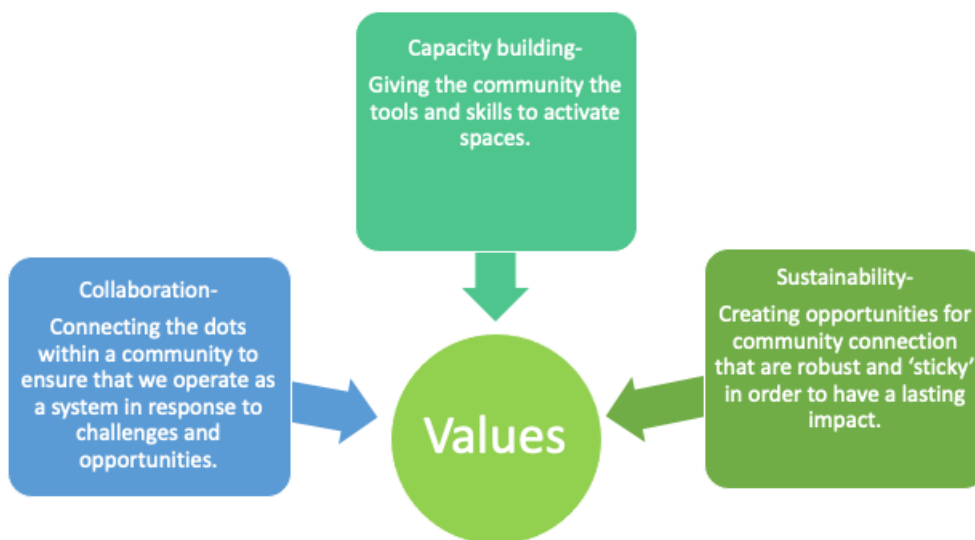 Capacity building-
Giving the community the
tools and skills to activate
spaces.
Collaboration-
Connecting the dots
within a community to
ensure that we operate as
a system in response to
challenges and
opportunities.
Sustainability-
Creating opportunities for
community connection
that are robust and ‘sticky’
in order to have a lasting
impact.
Values